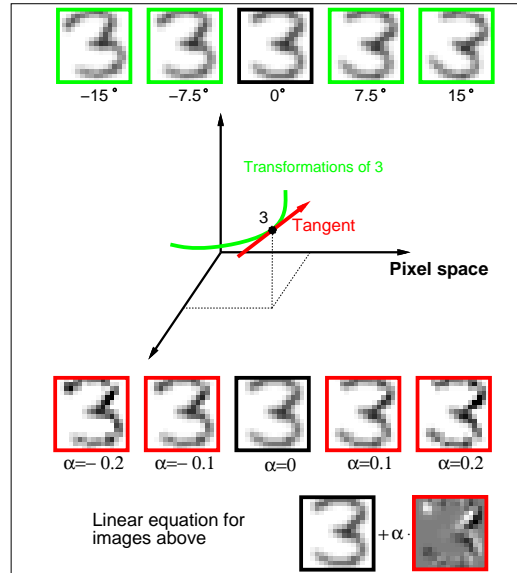 −15° −7.5° 0° 7.5° 15°
Transformations of 3
3
Tangent
Pixel space
α=− 0.2 α=− 0.1 α=0 α=0.1 α=0.2
Linear equation for
images above
+ α ·